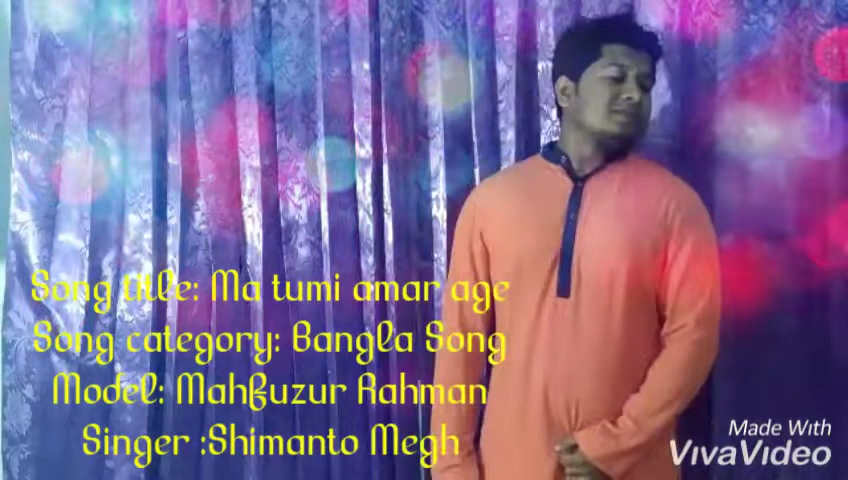 Song title: Ma tumi amar age
Song category: Bangla Song
Model: Mahfuzur Rahman
Singer :Shimanto Megh
Made With
VivaVideo